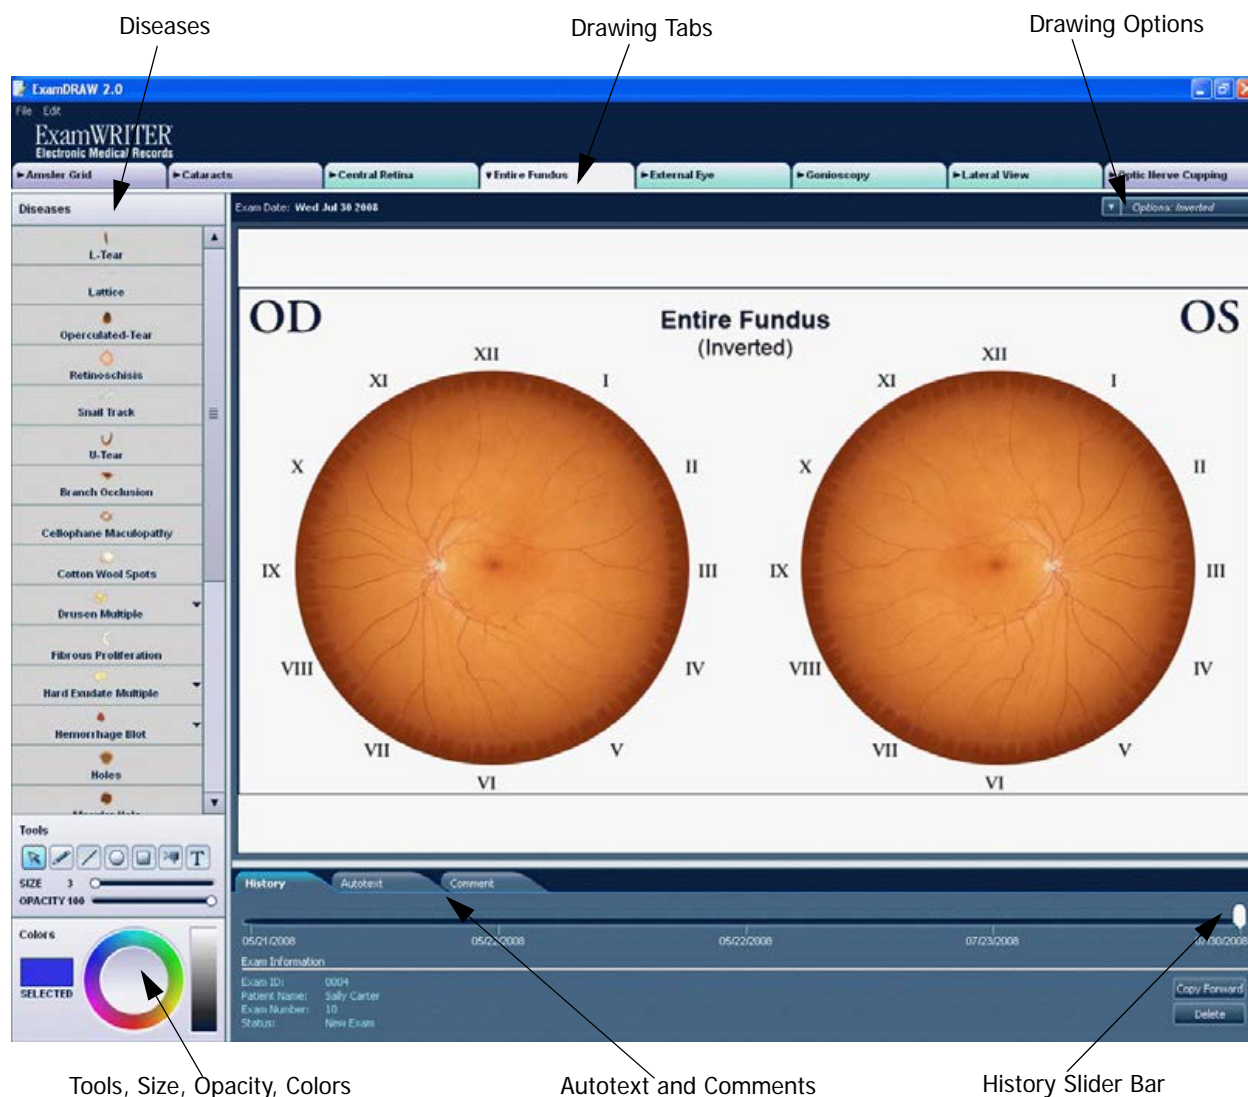 Diseases
Drawing Tabs
Drawing Options
ExamDRAW 2.0
File Edit
ExamWRITER
Electronic Medical Records
Amsler Grid
Cataracts
Central Retina
Entire Fundus
External Eye
Gonioscopy
Lateral View
Optic Nerve Cupping
Diseases
Exam Date: Wed Jul 30 2008
Options: Inverted
L-Tear
Lattice
Operculated-Tear
Retinoschisis
Snail Track
U-Tear
Branch Occlusion
Cellophane Maculopathy
Cotton Wool Spots
Drusen Multiple
Fibrous Proliferation
Hard Exudate Multiple
Hemorrhage Blot
Holes
OD
Entire Fundus
(Inverted)
OS
XII
XI
I
X
II
IX
III
VIII
IV
VII
V
VI
XII
XI
I
X
II
IX
III
VIII
IV
VII
V
VI
Tools
T
SIZE 3
OPACITY 100
Colors
SELECTED
History
Autotext
Comment
05/21/2008
05/22/2008
05/22/2008
07/23/2008
Exam Information
Exam ID: 0004
Patient Name: Sally Carter
Exam Number: 10
Status: New Exam
Copy Forward
Delete
Tools, Size, Opacity, Colors
Autotext and Comments
History Slider Bar